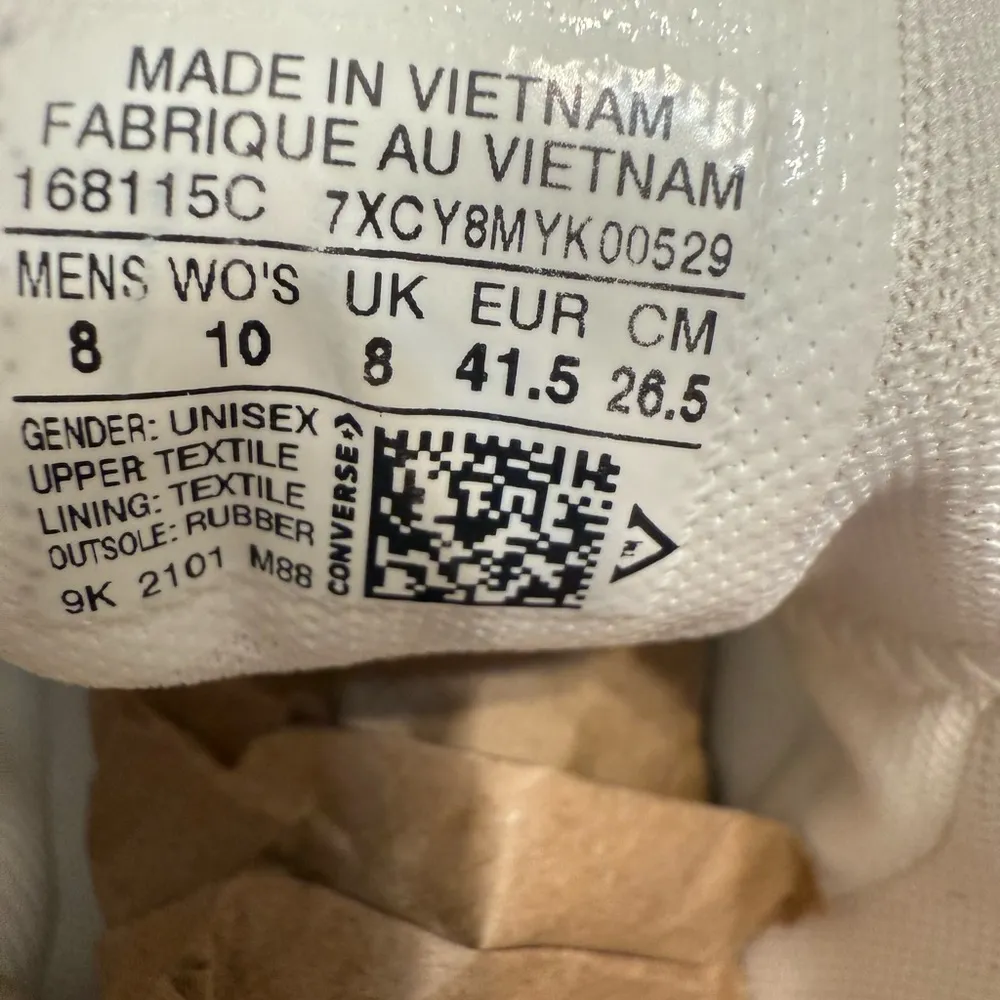 MADE IN VIETNAM
FABRIQUE AU VIETNAM
168115C 7XCY8MYK00529
MENS WO'S UK EUR CM
8 10 8 41.5 26.5
GENDER: UNISEX
UPPER TEXTILE
LINING: TEXTILE
OUTSOLE: RUBBER
9K 2101 M88
CONVERSE